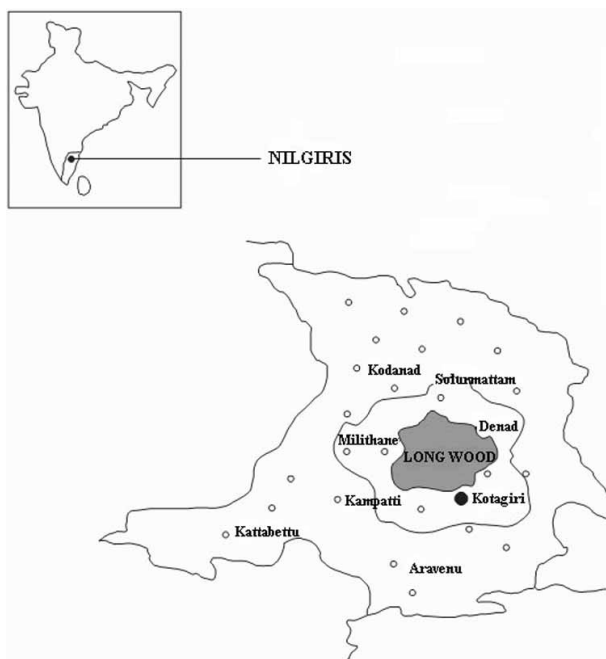 NILGIRIS
Kodanad
Solurmattam
Denad
Milithane
LONG WOOD
Kampatti
Kotagiri
Kattabettu
Aravenu